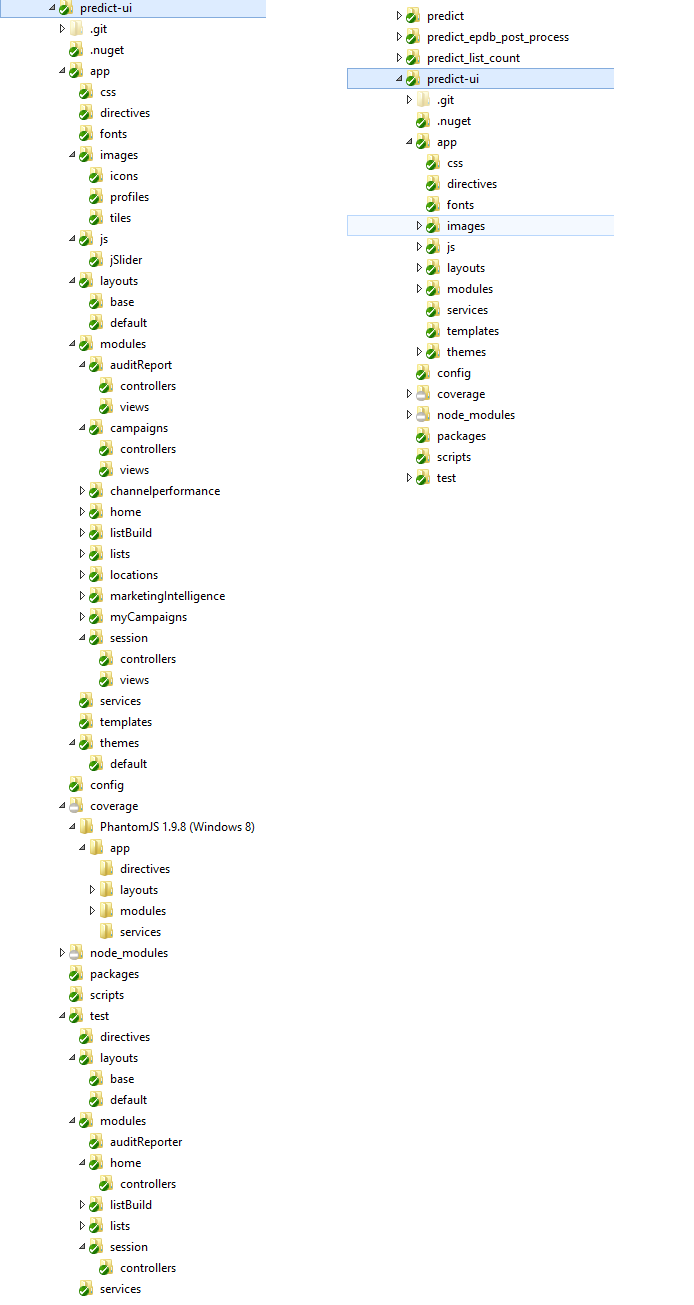 predict-ui
.git
.nuget
app
css
directives
fonts
images
icons
profiles
tiles
js
jSlider
layouts
base
default
modules
auditReport
controllers
views
campaigns
controllers
views
channelperformance
home
listBuild
lists
locations
marketingIntelligence
myCampaigns
session
controllers
views
services
templates
themes
default
config
coverage
PhantomJS 1.9.8 (Windows 8)
app
directives
layouts
modules
services
node_modules
packages
scripts
test
directives
layouts
base
default
modules
auditReporter
home
controllers
listBuild
lists
session
controllers
services
predict
predict_epdb_post_process
predict_list_count
predict-ui
.git
.nuget
app
css
directives
fonts
images
js
layouts
modules
services
templates
themes
config
coverage
node_modules
packages
scripts
test